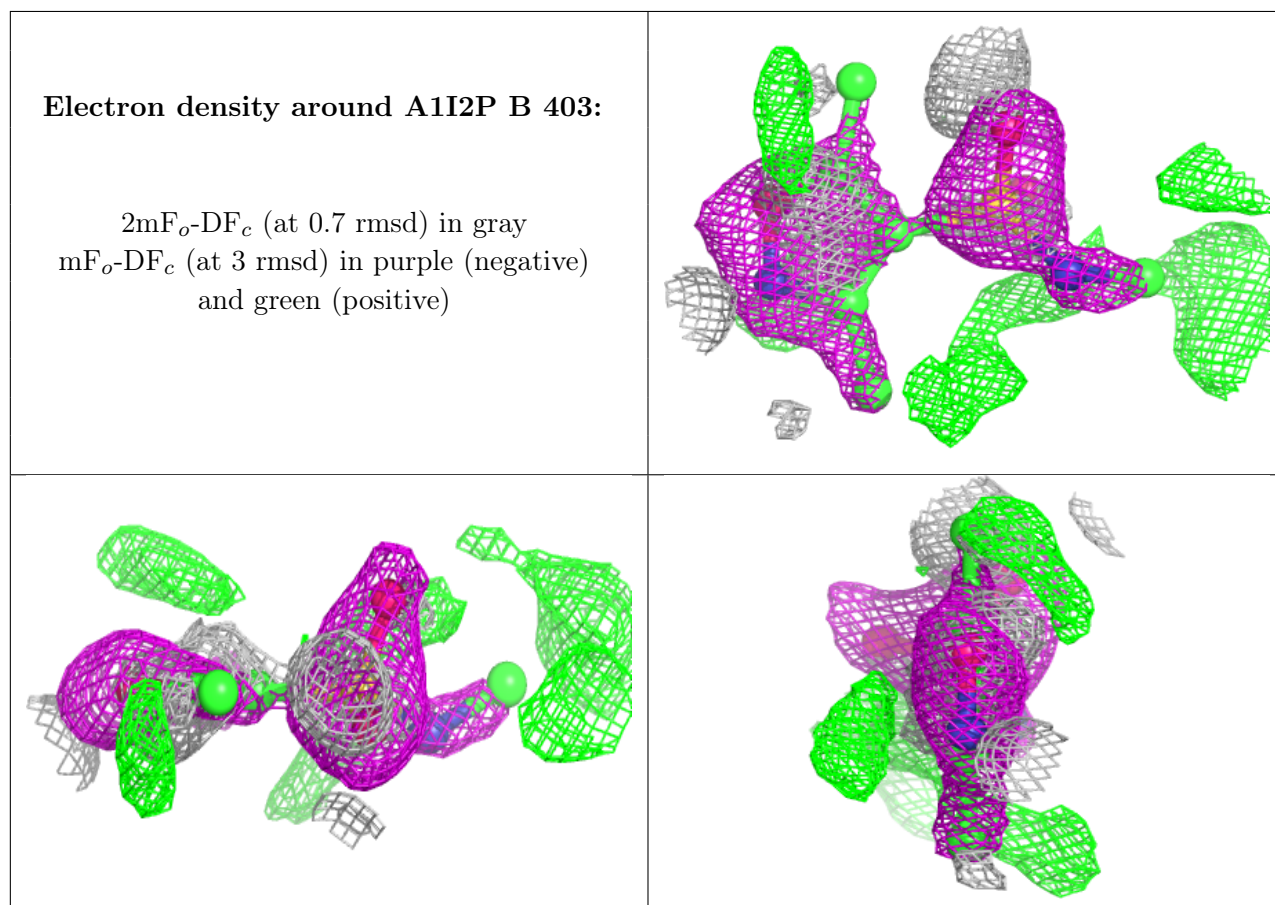 Electron density around A1I2P B 403:
2mFo-DFc (at 0.7 rmsd) in gray
mFo-DFc (at 3 rmsd) in purple (negative)
and green (positive)